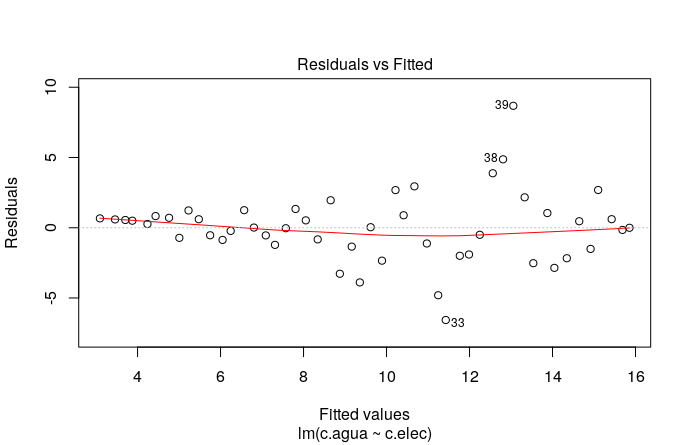 Residuals vs Fitted
10
5
0
-5
Residuals
39
38
33
4 6 8 10 12 14 16
Fitted values
lm(c.agua ~ c.elec)